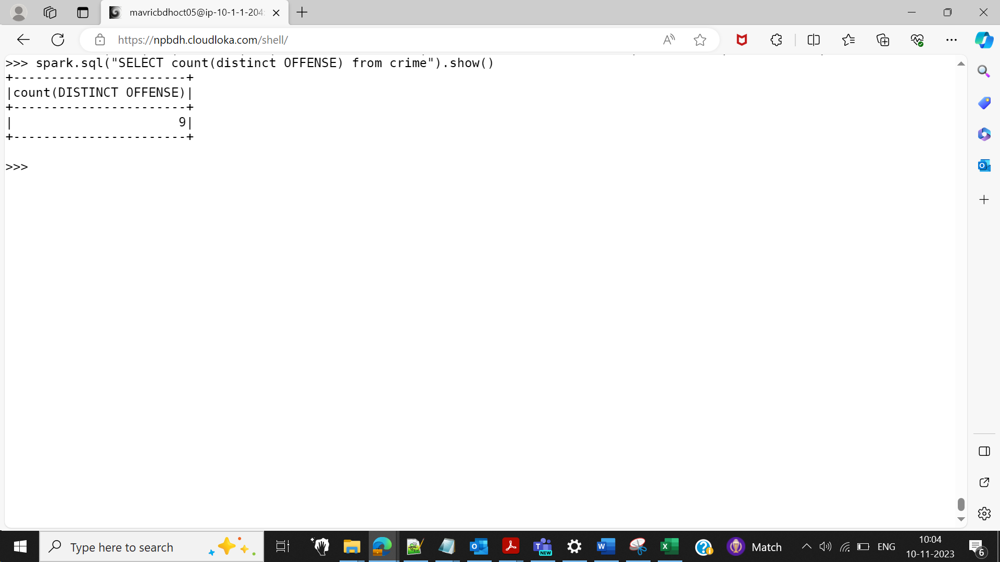 mavricbdhoct05@ip-10-1-1-204:
https://npbdh.cloudloka.com/shell/
>>> spark.sql("SELECT count(distinct OFFENSE) from crime").show()
+-----------------------+
|count(DISTINCT OFFENSE)|
+-----------------------+
|                      9|
+-----------------------+
>>>
Type here to search
NEW
Match
ENG
10:04
10-11-2023
6